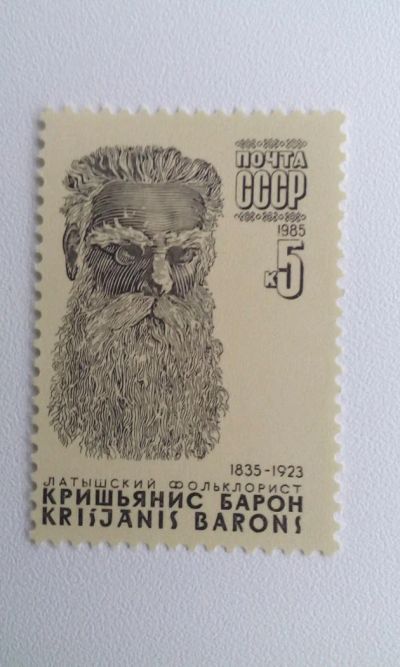 ПОЧТА
СССР
1985
К5
1835-1923
ЛАТЫШСКИЙ ФОЛЬКЛОРИСТ
КРИШЬЯНИС БАРОН
KRIŠJĀNIS BARONS